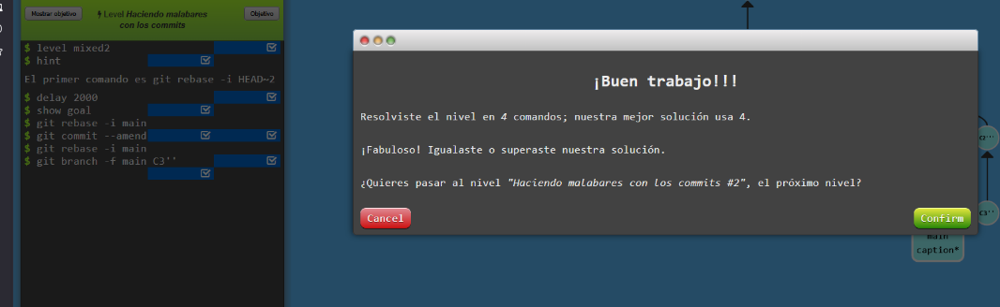 Mostrar objetivo
Level Haciendo malabares
con los commits
Objetivo
$ level mixed2
$ hint
El primer comando es git rebase -i HEAD~2
$ delay 2000
$ show goal
$ git rebase -i main
$ git commit --amend
$ git rebase -i main
$ git branch -f main C3''
¡Buen trabajo!!!
Resolviste el nivel en 4 comandos; nuestra mejor solución usa 4.
¡Fabuloso! Igualaste o superaste nuestra solución.
¿Quieres pasar al nivel "Haciendo malabares con los commits #2", el próximo nivel?
Cancel
Confirm
C2'''
C3''
main
caption*